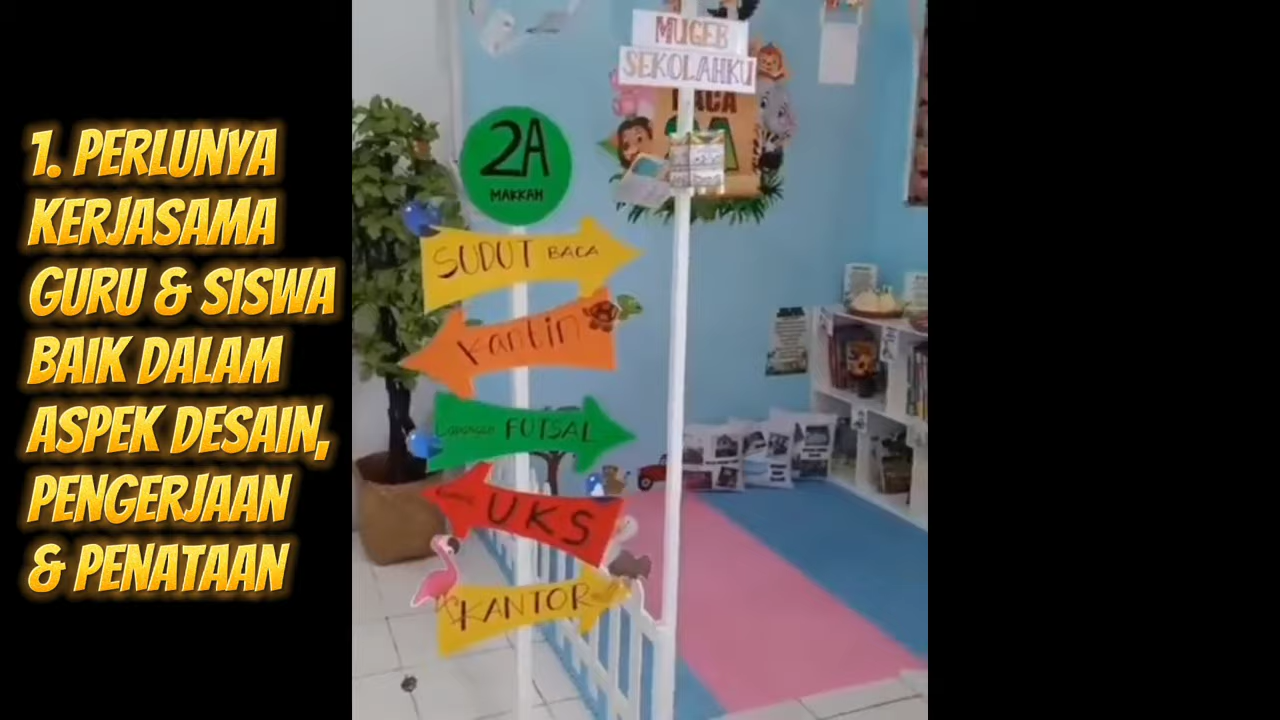 1. PERLUNYA
KERJASAMA
GURU & SISWA
BAIK DALAM
ASPEK DESAIN,
PENGERJAAN
& PENATAAN
MUGEB
SEKOLAHKU
BACA
2A
MAKKAH
SUDUT BACA
Kantin
Lapangan FUTSAL
UKS
KANTOR